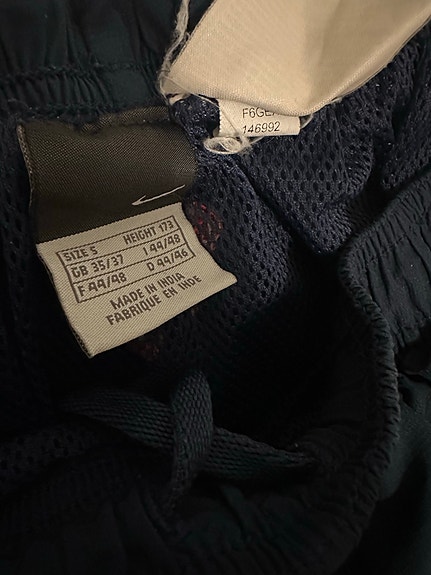 F6GE
146992
SIZE S HEIGHT 173
GB 35/37 I 44/48
F 44/48 D 44/46
MADE IN INDIA
FABRIQUE EN INDE